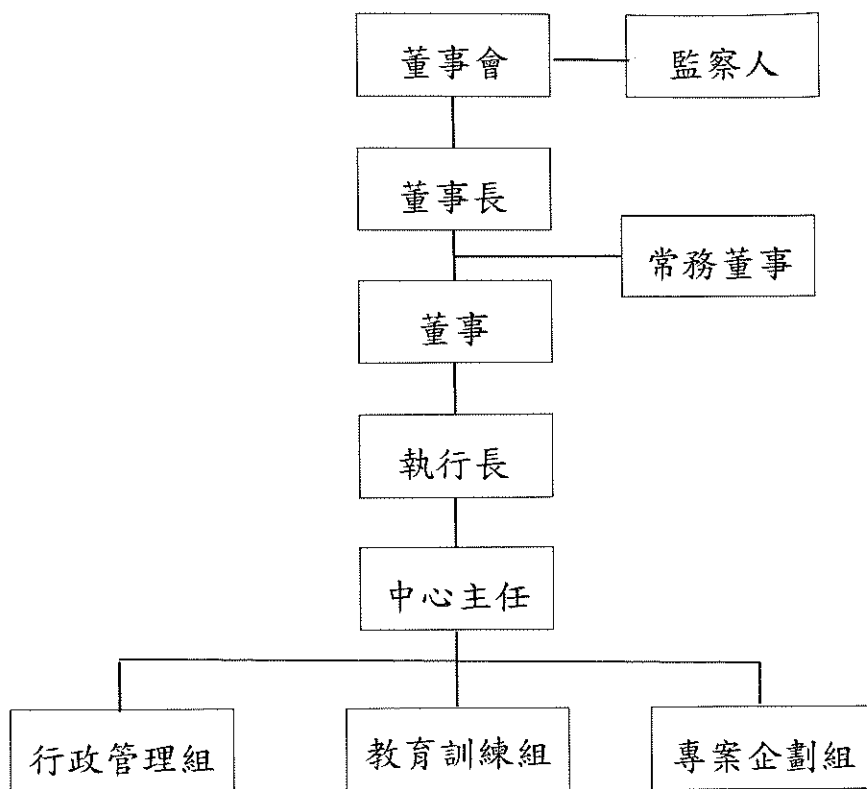 董事會
監察人
董事長
常務董事
董事
執行長
中心主任
行政管理組
教育訓練組
專案企劃組